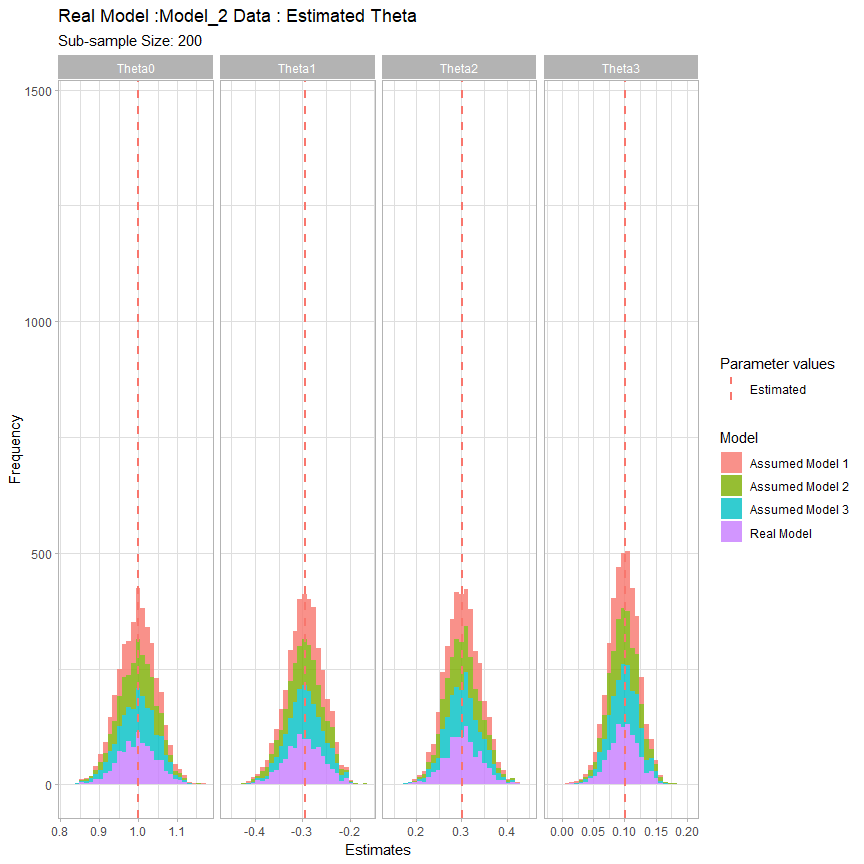 Real Model :Model_2 Data : Estimated Theta
Sub-sample Size: 200
Theta0 Theta1 Theta2 Theta3
1500
1000
500
0
Frequency
0.8 0.9 1.0 1.1 -0.4 -0.3 -0.2 0.2 0.3 0.4 0.00 0.05 0.10 0.15 0.20
Estimates
Parameter values
Estimated
Model
Assumed Model 1
Assumed Model 2
Assumed Model 3
Real Model